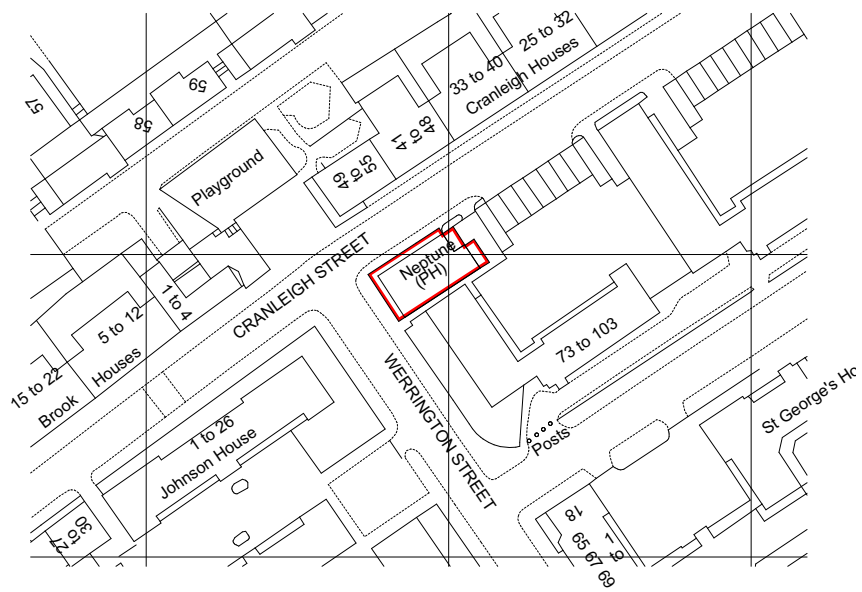 25 to 32
33 to 40
Cranleigh Houses
59
57
58
48 to 41
Playground
49 to 55
CRANLEIGH STREET
Neptune
(PH)
1 to 4
5 to 12
Houses
73 to 103
15 to 22
Brook
WERRINGTON STREET
St George's Ho
1 to 26
Johnson House
Posts
27 to 30
18
65 67 69
1
to